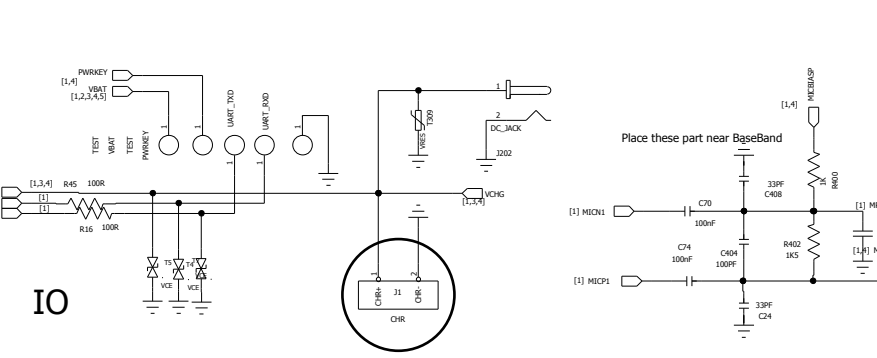 PWRKEY
[1,4]
VBAT
[1,2,3,4,5]
UART_TXD
UART_RXD
1
1
1
1
1
TEST
VBAT
TEST
PWRKEY
1
2
DC_JACK
J202
T309
VRES
[1,3,4]
R45
100R
[1]
[1]
R16
100R
VCHG
[1,3,4]
T5
T4
VCE
VCE
1
2
CHR+
J1
CHR-
CHR
IO
MICBIASP
[1,4]
Place these part near BaseBand
33PF
C408
1K
R400
[1] MICN1
C70
100nF
C74
100nF
C404
100PF
R402
1K5
[1]
[1,4]
[1] MICP1
33PF
C24